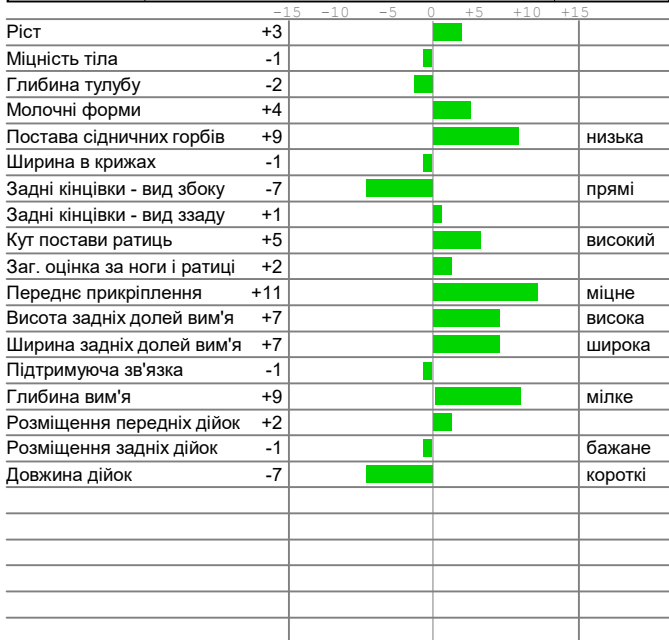 -15 -10 -5 0 +5 +10 +15
Ріст +3
Міцність тіла -1
Глибина тулубу -2
Молочні форми +4
Постава сідничних горбів +9 низька
Ширина в крижах -1
Задні кінцівки - вид збоку -7 прямі
Задні кінцівки - вид ззаду +1
Кут постави ратиць +5 високий
Заг. оцінка за ноги і ратиці +2
Переднє прикріплення +11 міцне
Висота задніх долей вим'я +7 висока
Ширина задніх долей вим'я +7 широка
Підтримуюча зв'язка -1
Глибина вим'я +9 мілке
Розміщення передніх дійок +2
Розміщення задніх дійок -1 бажане
Довжина дійок -7 короткі